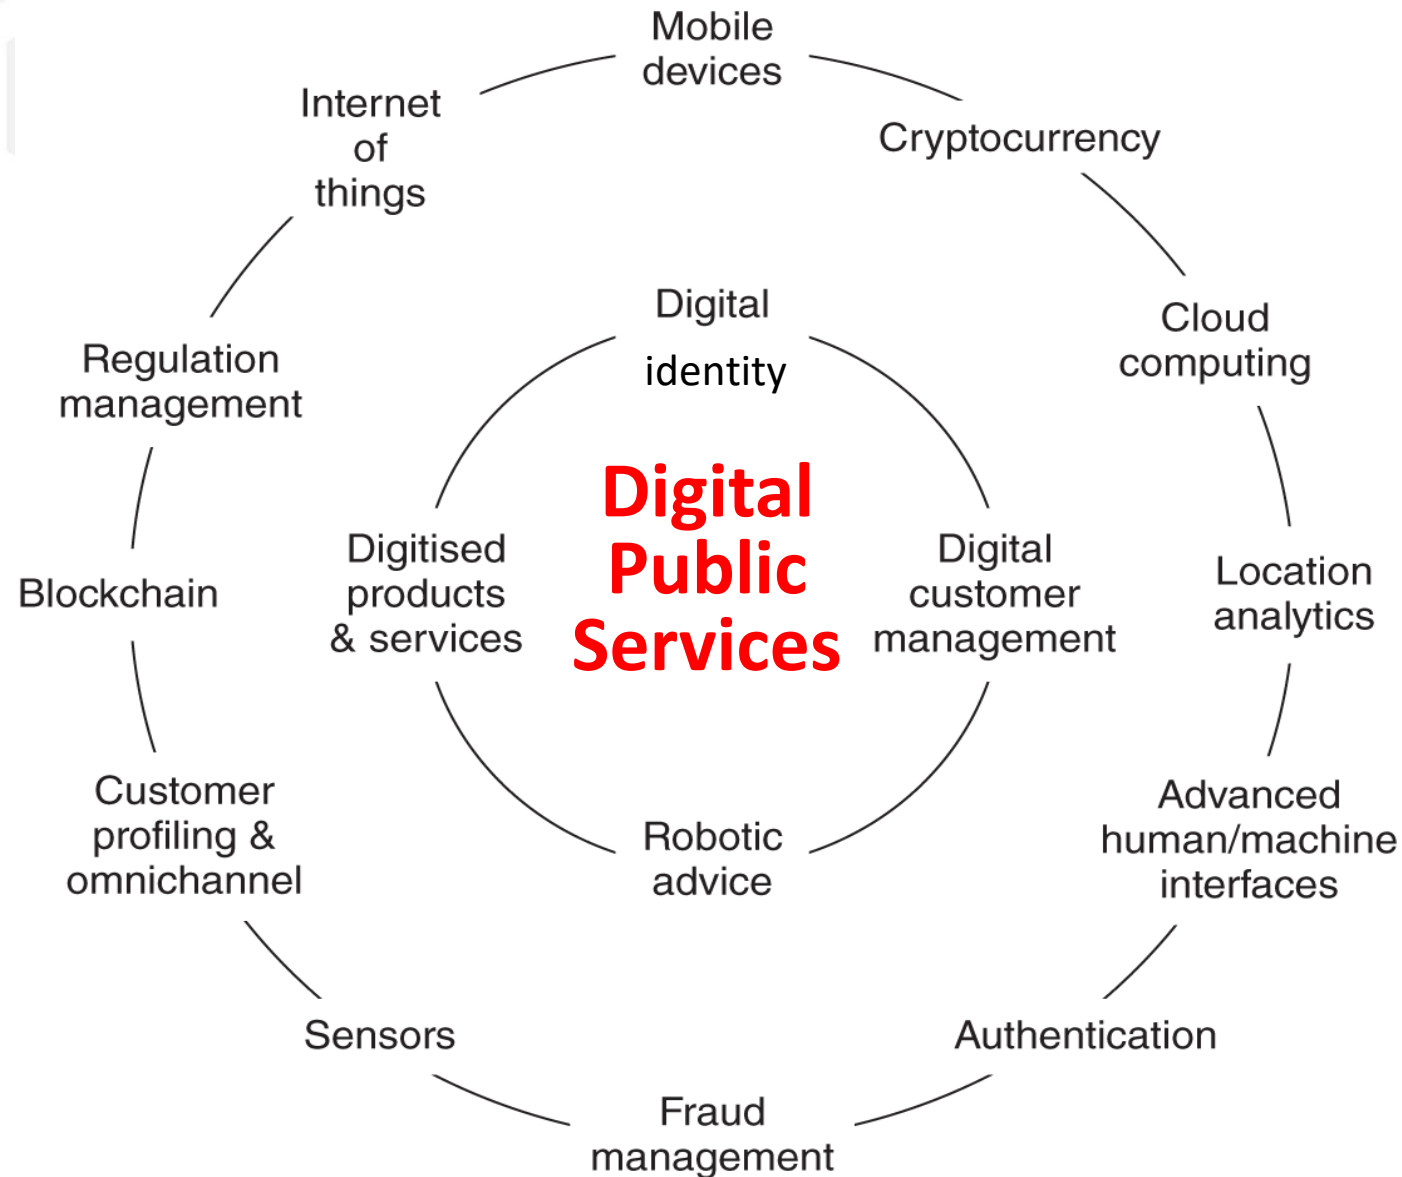 Mobile
devices
Cryptocurrency
Cloud
computing
Location
analytics
Advanced
human/machine
interfaces
Authentication
Fraud
management
Sensors
Customer
profiling &
omnichannel
Blockchain
Regulation
management
Internet
of
things
Digital
identity
Digital
customer
management
Robotic
advice
Digitised
products
& services
Digital
Public
Services